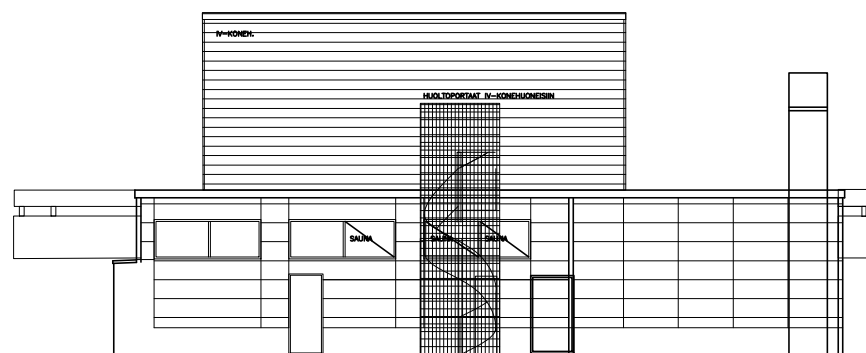 IV-KONEH.
HUOLTOPORTAAT IV-KONEHUONEISIIN
SAUNA SAUNA SAUNA